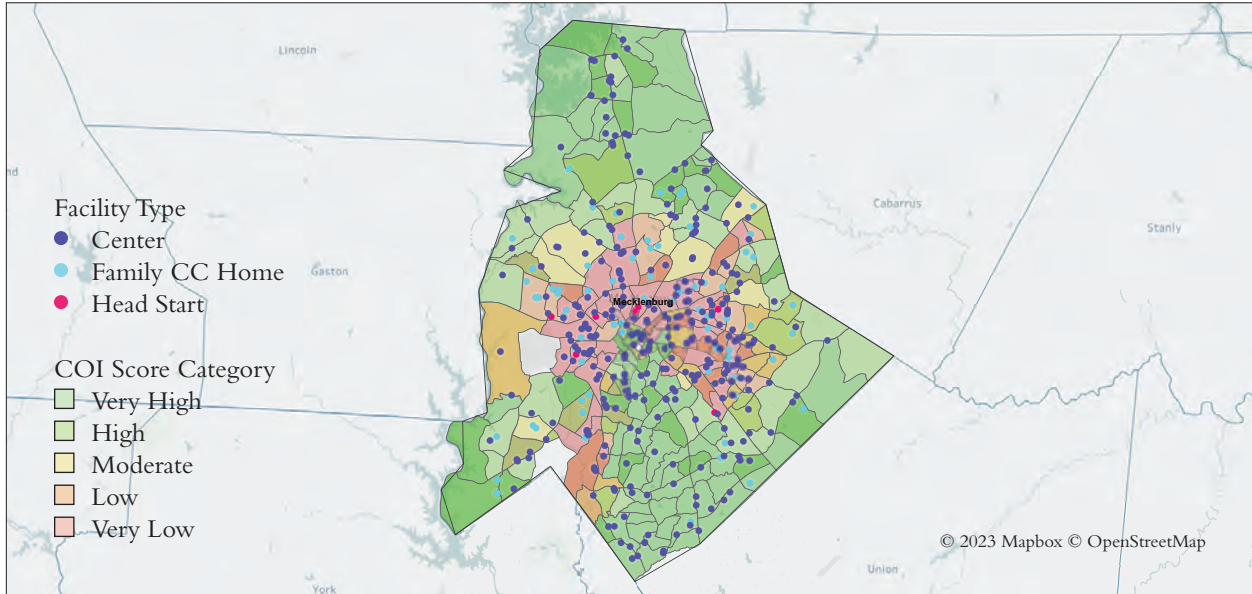 Lincoln
nd
Cabarrus
Stanly
Gaston
Facility Type
Center
Family CC Home
Head Start
Mecklenburg
COI Score Category
Very High
High
Moderate
Low
Very Low
© 2023 Mapbox © OpenStreetMap
Union
York